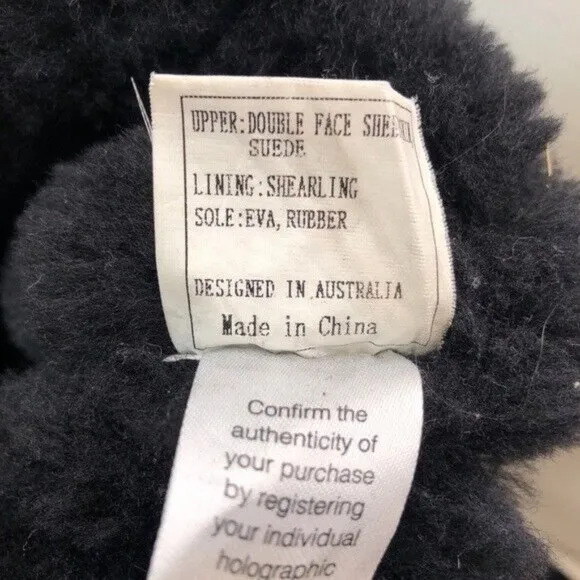 UPPER:DOUBLE FACE
SUEDE
LINING:SHEARLING
SOLE:EVA, RUBBER
DESIGNED IN AUSTRALIA
Made in China
Confirm the
authenticity of
your purchase
by registering
your individual
holographic